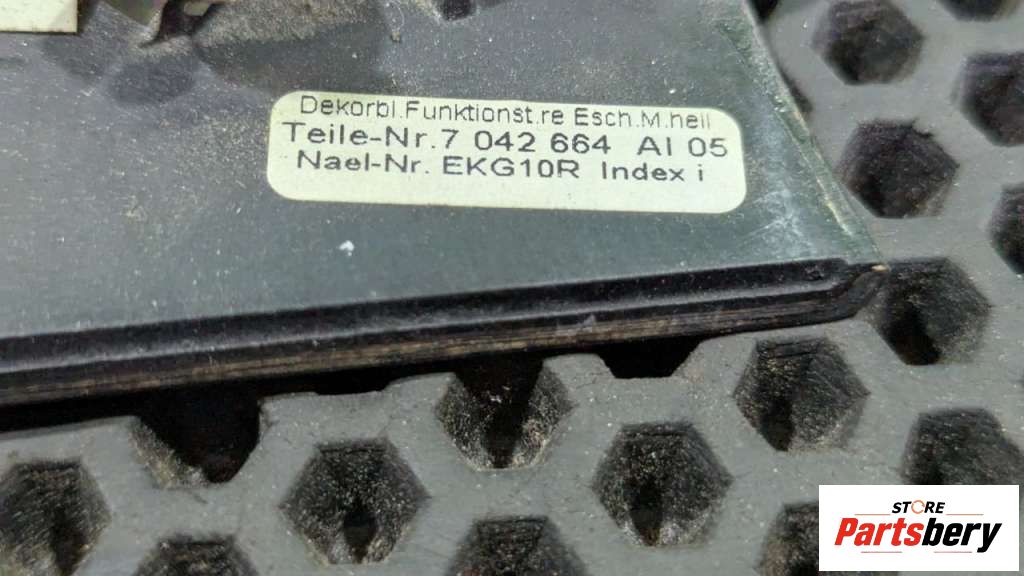 Dekorbl.Funktionst.re Esch.M.hell
Teile-Nr.7 042 664 AI 05
Nael-Nr. EKG10R Index i
STORE
Partsbery